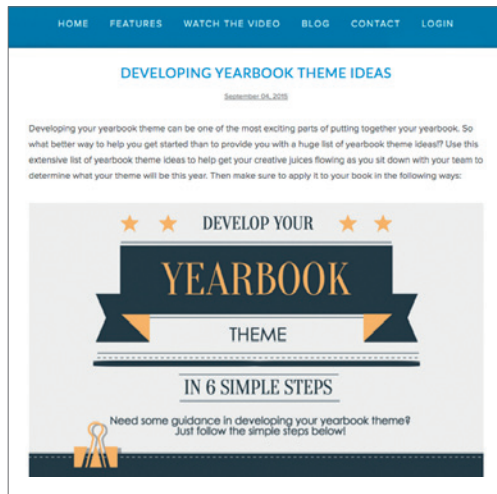 HOME FEATURES WATCH THE VIDEO BLOG CONTACT LOGIN
DEVELOPING YEARBOOK THEME IDEAS
September 04, 2015
Developing your yearbook theme can be one of the most exciting parts of putting together your yearbook. So
what better way to help you get started than to provide you with a huge list of yearbook theme ideas!? Use this
extensive list of yearbook theme ideas to help get your creative juices flowing as you sit down with your team to
determine what your theme will be this year. Then make sure to apply it to your book in the following ways:
DEVELOP YOUR
YEARBOOK
THEME
IN 6 SIMPLE STEPS
Need some guidance in developing your yearbook theme?
Just follow the simple steps below!